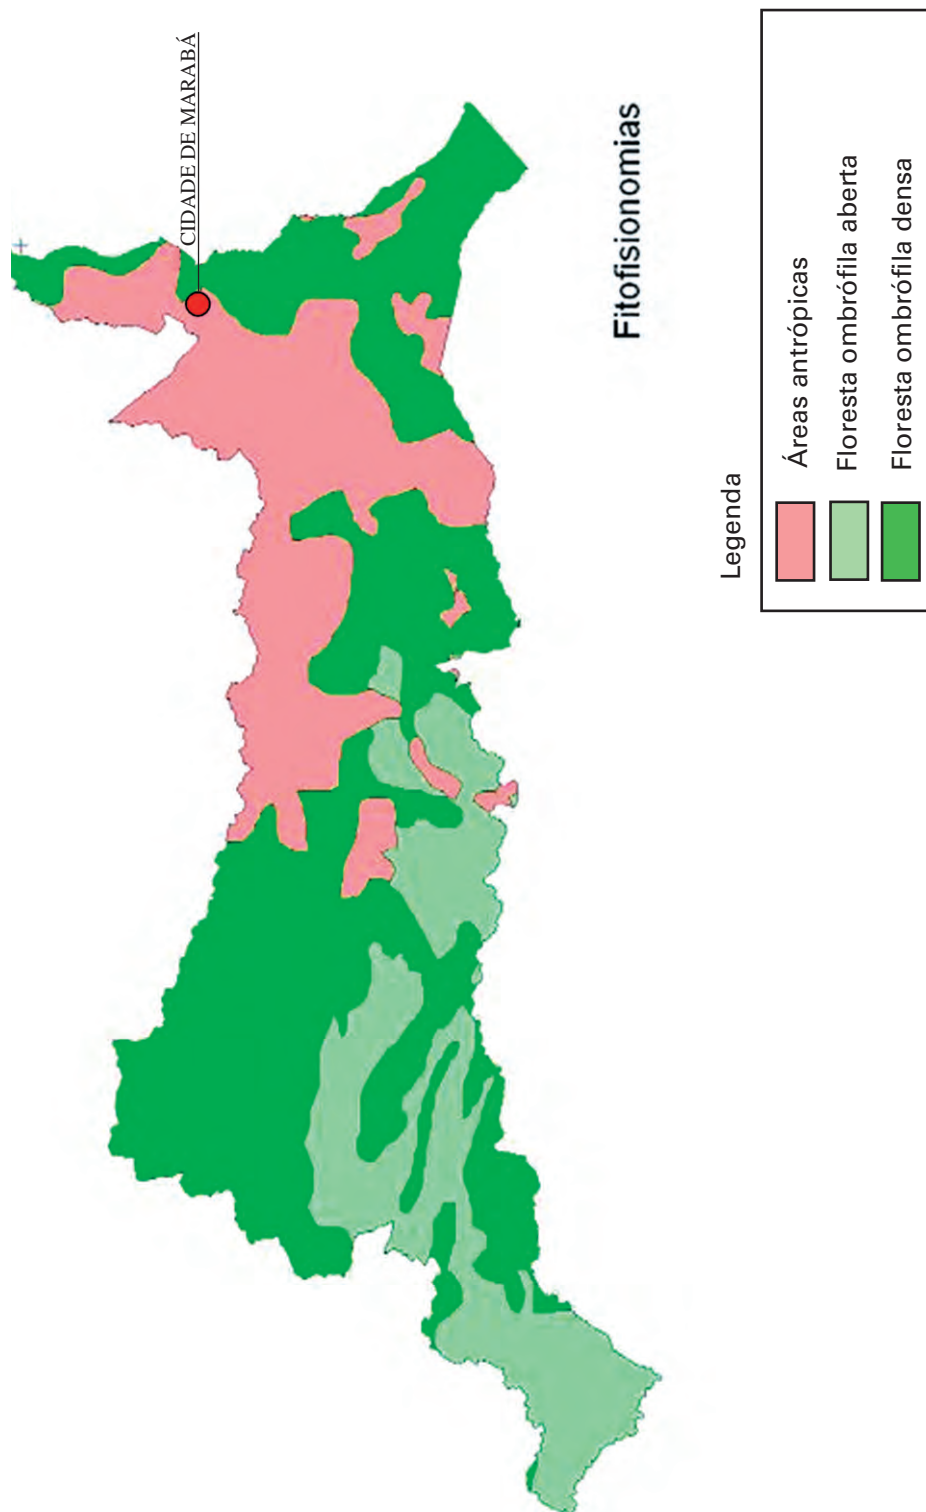 CIDADE DE MARABÁ
Fitofisionomias
Legenda
Áreas antrópicas
Floresta ombrófila aberta
Floresta ombrófila densa